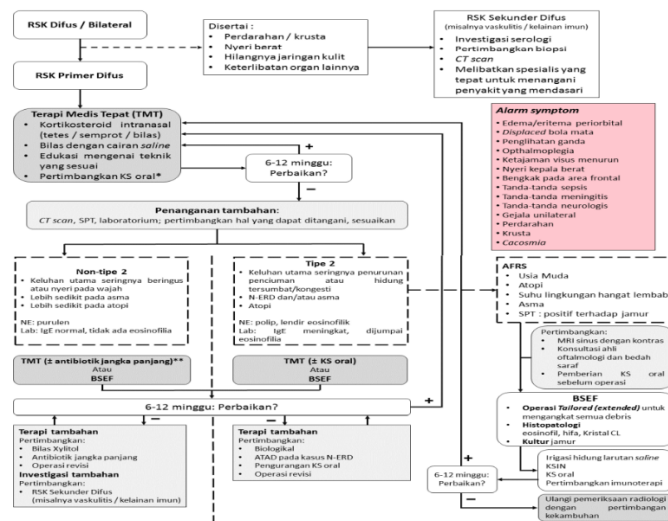 RSK Difus / Bilateral
Disertai :
• Perdarahan / krusta
• Nyeri berat
• Hilangnya jaringan kulit
• Keterlibatan organ lainnya
RSK Sekunder Difus
(misalnya vaskulitis / kelainan imun)
• Investigasi serologi
• Pertimbangkan biopsi
• CT scan
• Melibatkan spesialis yang
tepat untuk menangani
penyakit yang mendasari
RSK Primer Difus
Terapi Medis Tepat (TMT)
• Kortikosteroid intranasal
(tetes / semprot / bilas)
• Bilas dengan cairan saline
• Edukasi mengenai teknik
yang sesuai
• Pertimbangkan KS oral*
+
6-12 minggu:
Perbaikan?
–
Alarm symptom
• Edema/eritema periorbital
• Displaced bola mata
• Penglihatan ganda
• Opthalmoplegia
• Ketajaman visus menurun
• Nyeri kepala berat
• Bengkak pada area frontal
• Tanda-tanda sepsis
• Tanda-tanda meningitis
• Tanda-tanda neurologis
• Gejala unilateral
• Perdarahan
• Krusta
• Cacosmia
Penanganan tambahan:
CT scan, SPT, laboratorium; pertimbangan hal yang dapat ditangani, sesuaikan
Non-tipe 2
• Keluhan utama seringnya beringus
atau nyeri pada wajah
• Lebih sedikit pada asma
• Lebih sedikit pada atopi
NE: purulen
Lab: IgE normal, tidak ada eosinofilia
Tipe 2
• Keluhan utama seringnya penurunan
penciuman atau hidung
tersumbat/kongesti
• N-ERD dan/atau asma
• Atopi
NE: polip, lendir eosinofilik
Lab: IgE meningkat, dijumpai
eosinofilia
AFRS
• Usia Muda
• Atopi
• Suhu lingkungan hangat lembab
• Asma
• SPT : positif terhadap jamur
Pertimbangkan:
• MRI sinus dengan kontras
• Konsultasi ahli
oftalmologi dan bedah
saraf
• Pemberian KS oral
sebelum operasi
TMT (± antibiotik jangka panjang)**
Atau
BSEF
TMT (± KS oral)
Atau
BSEF
+
6-12 minggu: Perbaikan?
–
–
BSEF
• Operasi Tailored (extended) untuk
mengangkat semua debris
• Histopatologi
eosinofil, hifa, Kristal CL
• Kultur jamur
Terapi tambahan
Pertimbangkan:
• Bilas Xylitol
• Antibiotik jangka panjang
• Operasi revisi
Investigasi tambahan
Pertimbangkan:
• RSK Sekunder Difus
(misalnya vaskulitis / kelainan imun)
Terapi tambahan
Pertimbangkan:
• Biologikal
• ATAD pada kasus N-ERD
• Pengurangan KS oral
• Operasi revisi
+
6-12 minggu:
Perbaikan?
–
Irigasi hidung larutan saline
KSIN
KS oral
Pertimbangkan imunoterapi
Ulangi pemeriksaan radiologi
dengan pertimbangan
kekambuhan